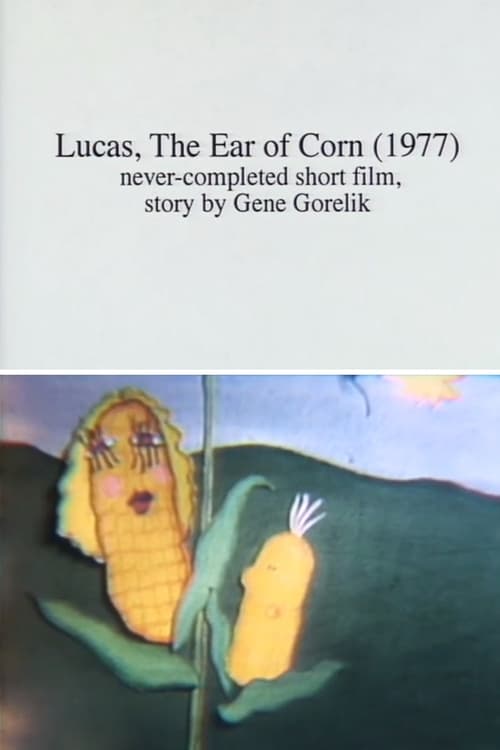 Lucas, The Ear of Corn (1977)
never-completed short film,
story by Gene Gorelik